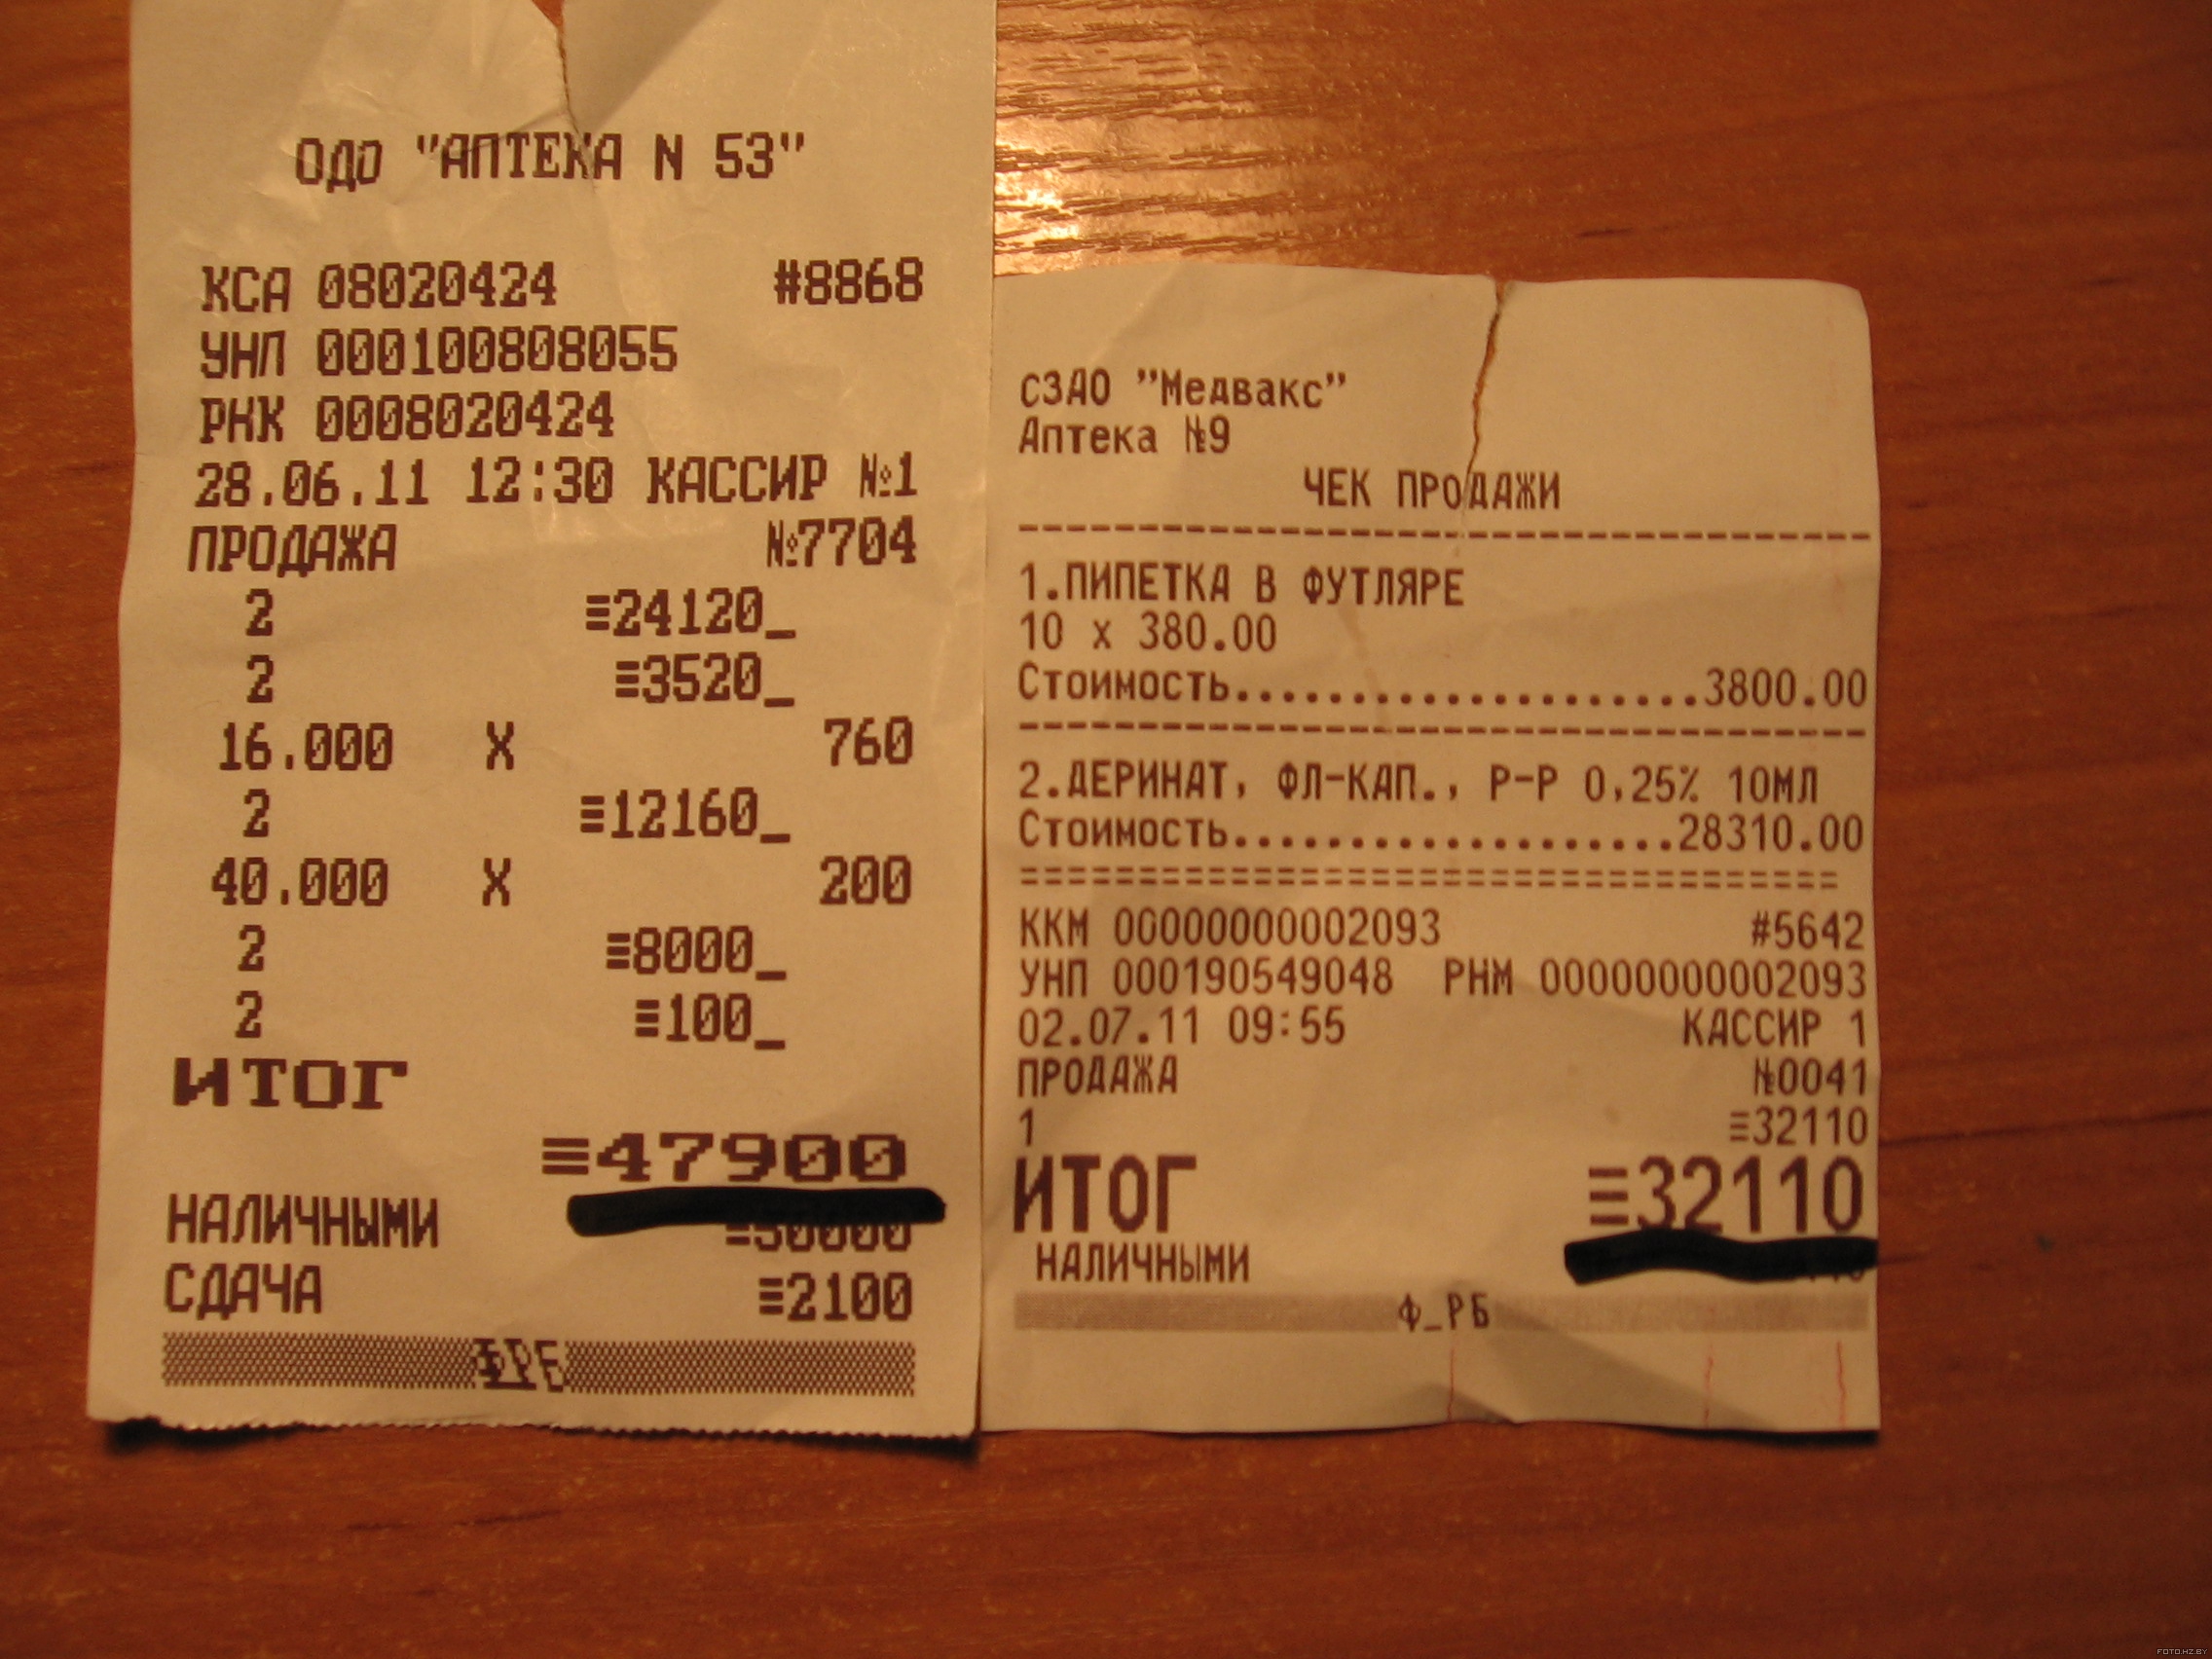 ОДО "АПТЕКА N 53"
КСА 08020424 #8868
УНП 000100808055
РНК 0008020424
28.06.11 12:30 КАССИР №1
ПРОДАЖА №7704
2 ≡24120_
2 ≡3520_
16.000 X 760
2 ≡12160_
40.000 X 200
2 ≡8000_
2 ≡100_
ИТОГ
≡47900
НАЛИЧНЫМИ ≡50000
СДАЧА ≡2100
ФРБ
СЗАО "Медвакс"
Аптека №9
ЧЕК ПРОДАЖИ
1.ПИПЕТКА В ФУТЛЯРЕ
10 x 380.00
Стоимость.....................3800.00
2.ДЕРИНАТ, ФЛ-КАП., Р-Р 0,25% 10МЛ
Стоимость....................28310.00
ККМ 00000000002093 #5642
УНП 000190549048 РНМ 00000000002093
02.07.11 09:55 КАССИР 1
ПРОДАЖА №0041
1 ≡32110
ИТОГ ≡32110
НАЛИЧНЫМИ
Ф_РБ
FOTO.HZ.BY